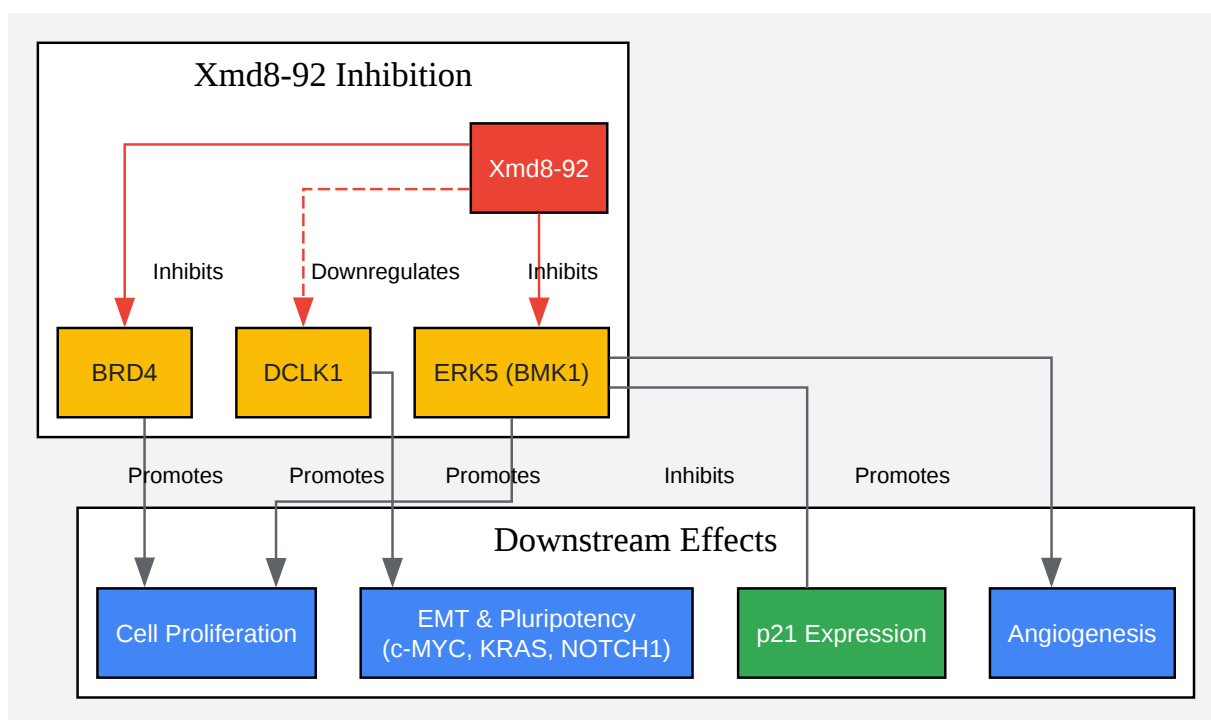 Xmd8-92 Inhibition
Xmd8-92
Inhibits
Downregulates
Inhibits
BRD4
DCLK1
ERK5 (BMK1)
Promotes
Promotes
Promotes
Inhibits
Promotes
Downstream Effects
Cell Proliferation
EMT & Pluripotency
(c-MYC, KRAS, NOTCH1)
p21 Expression
Angiogenesis